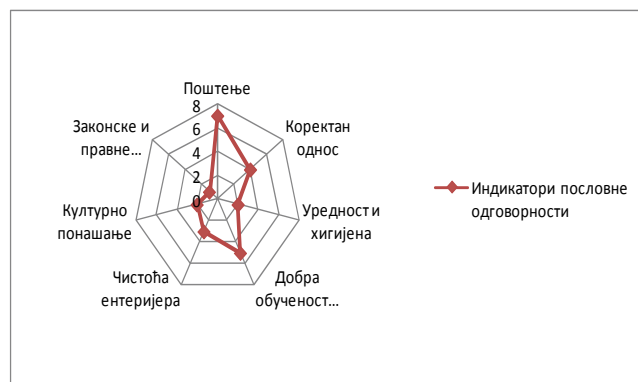 Поштење
8
6
4
2
0
Коректан
однос
Уредност и
хигијена
Добра
обученост...
Чистоћа
ентеријера
Културно
понашање
Законске и
правне...
Индикатори пословне
одговорности